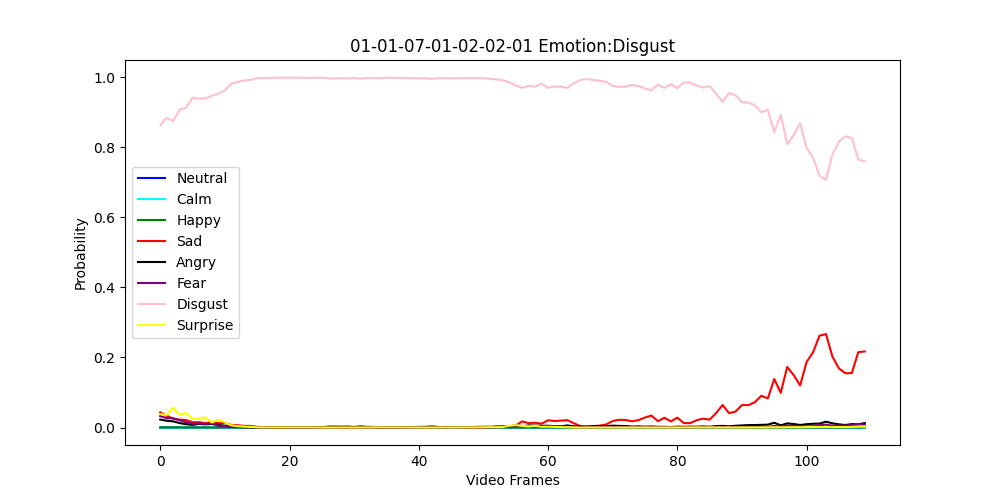 01-01-07-01-02-02-01 Emotion:Disgust
1.0
0.8
0.6
0.4
0.2
0.0
Probability
Neutral
Calm
Happy
Sad
Angry
Fear
Disgust
Surprise
0 20 40 60 80 100
Video Frames